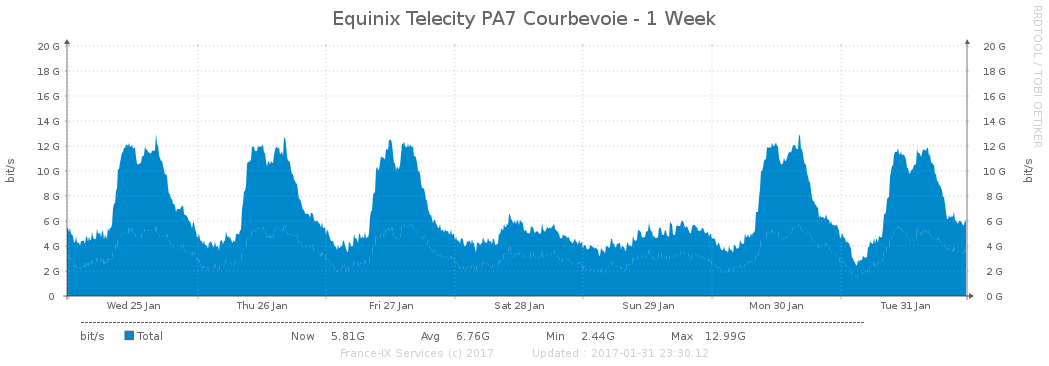 Equinix Telecity PA7 Courbevoie - 1 Week
RRDTOOL / TOBI OETIKER
bit/s
20 G 20 G
18 G 18 G
16 G 16 G
14 G 14 G
12 G 12 G
10 G 10 G
8 G 8 G
6 G 6 G
4 G 4 G
2 G 2 G
0 0 G
bit/s
Wed 25 Jan Thu 26 Jan Fri 27 Jan Sat 28 Jan Sun 29 Jan Mon 30 Jan Tue 31 Jan
bit/s Total Now 5.81G Avg 6.76G Min 2.44G Max 12.99G
France-IX Services (c) 2017 Updated : 2017-01-31 23:30:12